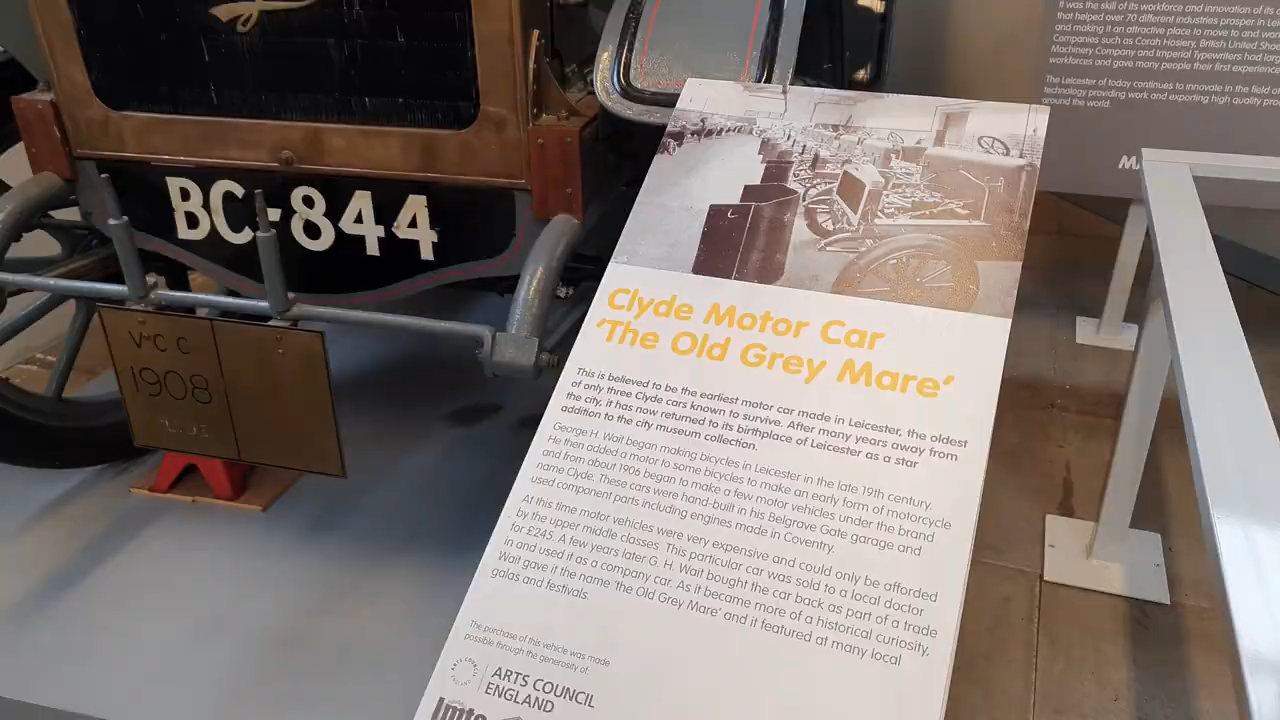 It was the skill of its workforce and innovation of its
that helped over 70 different industries prosper in
and making it an attractive place to move to and
Companies such as Corah Hosiery, British United
Machinery Company and Imperial Typewriters had
workforces and gave many people their first
The Leicester of today continues to innovate in the field of
technology providing work and exporting high quality
around the world.
BC-844
VCC
1908
Clyde Motor Car
'The Old Grey Mare'
This is believed to be the earliest motor car made in Leicester, the oldest
of only three Clyde cars known to survive. After many years away from
the city, it has now returned to its birthplace of Leicester as a star
addition to the city museum collection.
George H. Wait began making bicycles in Leicester in the late 19th century.
He then added a motor to some bicycles to make an early form of motorcycle
and from about 1906 began to make a few motor vehicles under the brand
name Clyde. These cars were hand-built in his Belgrave Gate garage and
used component parts including engines made in Coventry.
At this time motor vehicles were very expensive and could only be afforded
by the upper middle classes. This particular car was sold to a local doctor
for £245. A few years later G. H. Wait bought the car back as part of a trade
in and used it as a company car. As it became more of a historical curiosity,
Wait gave it the name 'the Old Grey Mare' and it featured at many local
galas and festivals.
The purchase of this vehicle was made
possible through the generosity of:
ARTS COUNCIL
ENGLAND